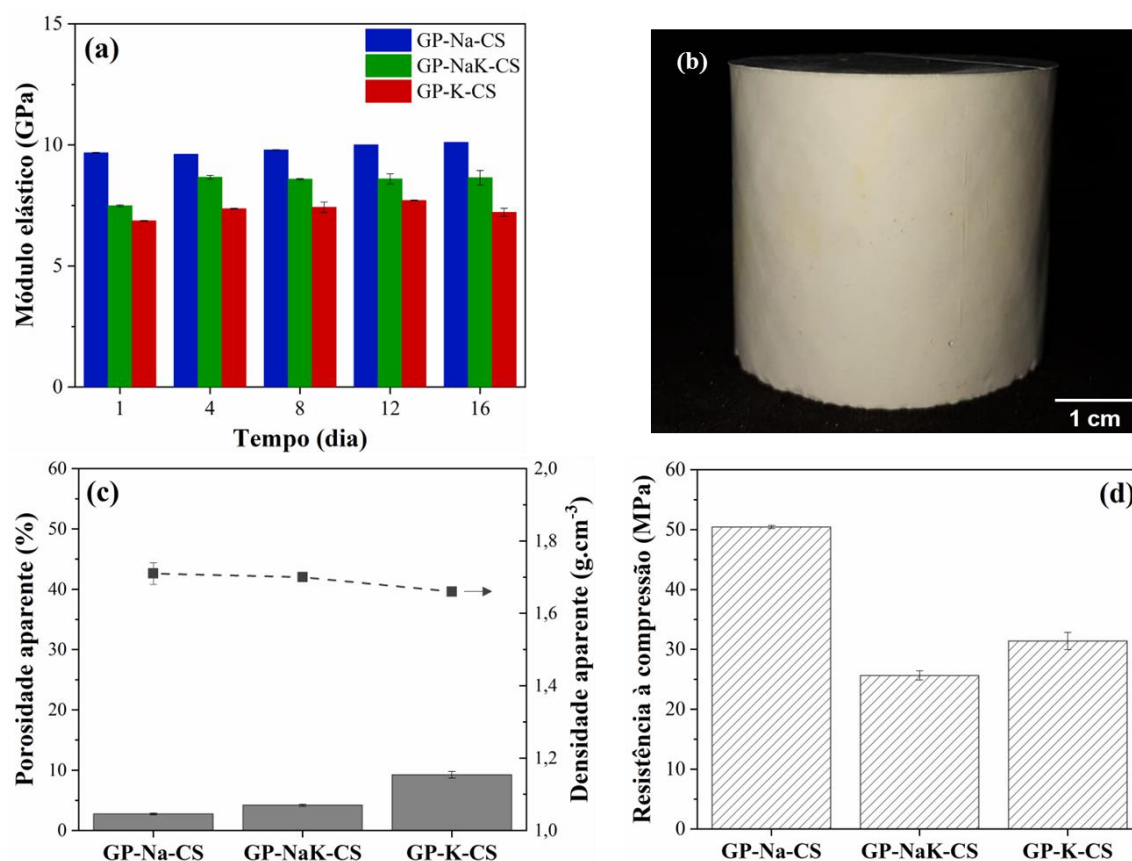 (a)
GP-Na-CS
GP-NaK-CS
GP-K-CS
Módulo elástico (GPa)
15
10
5
0
1 4 8 12 16
Tempo (dia)
(b)
1 cm
(c)
Porosidade aparente (%)
60
50
40
30
20
10
0
2,0
1,8
1,6
1,4
1,2
1,0
Densidade aparente (g.cm-3)
GP-Na-CS GP-NaK-CS GP-K-CS
(d)
Resistência à compressão (MPa)
60
50
40
30
20
10
0
GP-Na-CS GP-NaK-CS GP-K-CS